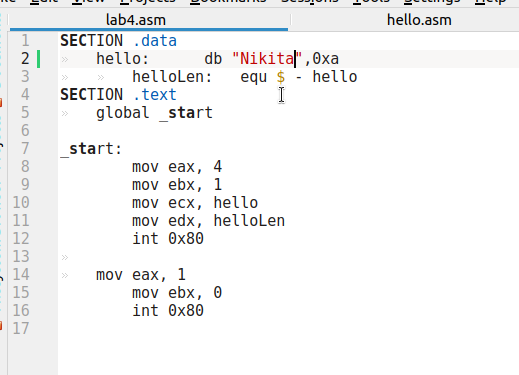 lab4.asm hello.asm
1 SECTION .data
2 » hello: db "Nikita",0xa
3 » » helloLen: equ $ - hello
4 SECTION .text
5 » global _start
6
7 _start:
8 mov eax, 4
9 mov ebx, 1
10 mov ecx, hello
11 mov edx, helloLen
12 int 0x80
13 »
14 » mov eax, 1
15 mov ebx, 0
16 int 0x80
17